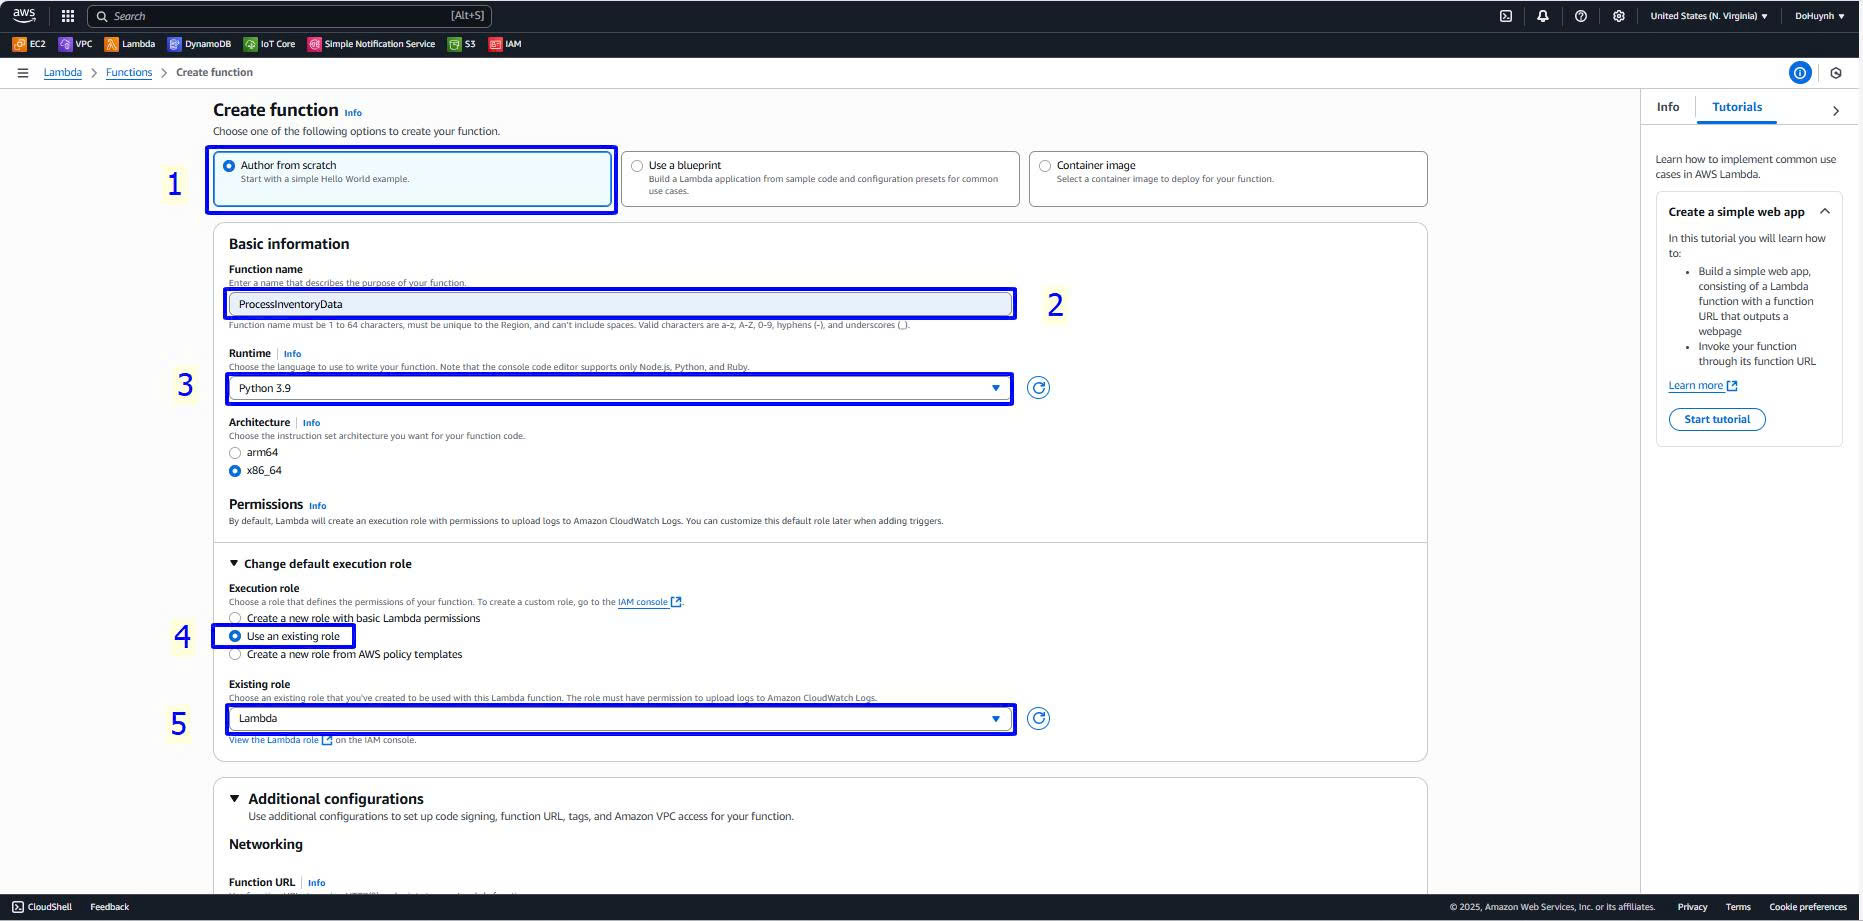 aws Search [Alt+S] United States (N. Virginia) DoHuynh
EC2 VPC Lambda DynamoDB IoT Core Simple Notification Service S3 IAM
Lambda Functions Create function
Create function Info
Choose one of the following options to create your function.
1
Author from scratch
Start with a simple Hello World example.
Use a blueprint
Build a Lambda application from sample code and configuration presets for common
use cases.
Container image
Select a container image to deploy for your function.
Basic information
Function name
Enter a name that describes the purpose of your function.
ProcessInventoryData
2
Function name must be 1 to 64 characters, must be unique to the Region, and can't include spaces. Valid characters are a-z, A-Z, 0-9, hyphens (-), and underscores (_).
Runtime Info
Choose the language to use to write your function. Note that the console code editor supports only Node.js, Python, and Ruby.
3
Python 3.9
Architecture Info
Choose the instruction set architecture you want for your function code.
arm64
x86_64
Permissions Info
By default, Lambda will create an execution role with permissions to upload logs to Amazon CloudWatch Logs. You can customize this default role later when adding triggers.
Change default execution role
Execution role
Choose a role that defines the permissions of your function. To create a custom role, go to the IAM console.
Create a new role with basic Lambda permissions
4
Use an existing role
Create a new role from AWS policy templates
Existing role
Choose an existing role that you've created to be used with this Lambda function. The role must have permission to upload logs to Amazon CloudWatch Logs.
5
Lambda
View the Lambda role on the IAM console.
Additional configurations
Use additional configurations to set up code signing, function URL, tags, and Amazon VPC access for your function.
Networking
Function URL Info
Info Tutorials
Learn how to implement common use
cases in AWS Lambda.
Create a simple web app
In this tutorial you will learn how
to:
• Build a simple web app,
consisting of a Lambda
function with a function
URL that outputs a
webpage
• Invoke your function
through its function URL
Learn more
Start tutorial
CloudShell Feedback © 2025, Amazon Web Services, Inc. or its affiliates. Privacy Terms Cookie preferences